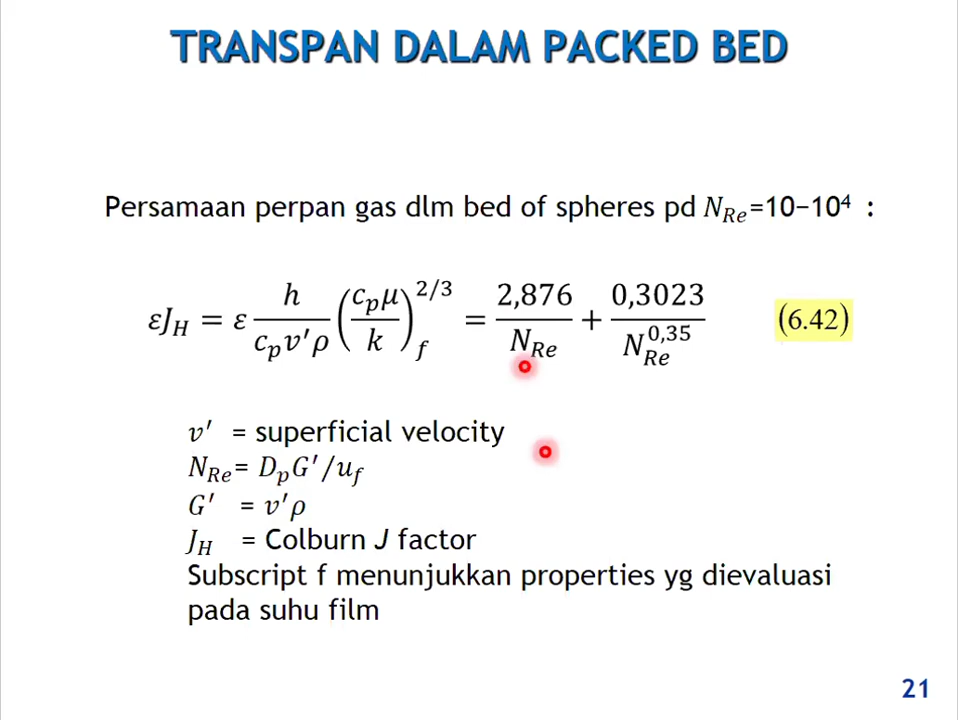 TRANSPAN DALAM PACKED BED
Persamaan perpan gas dlm bed of spheres pd N_Re=10–10⁴ :
εJ_H = ε h/(c_p v′ρ) (c_p μ/k)_f^(2/3) = 2,876/N_Re + 0,3023/N_Re^0,35 (6.42)
v′ = superficial velocity
N_Re= D_p G′/u_f
G′ = v′ρ
J_H = Colburn J factor
Subscript f menunjukkan properties yg dievaluasi
pada suhu film
21